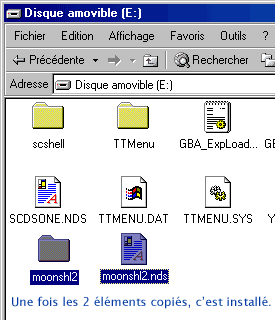 Disque amovible (E:)
Fichier Edition Affichage Favoris Outils ?
Précédente Rechercher
Adresse Disque amovible (E:)
scshell TTMenu GBA_ExpLoad...
SCDSONE.NDS TTMENU.DAT TTMENU.SYS
moonshl2 moonshl2.nds
Une fois les 2 éléments copiés, c'est installé.